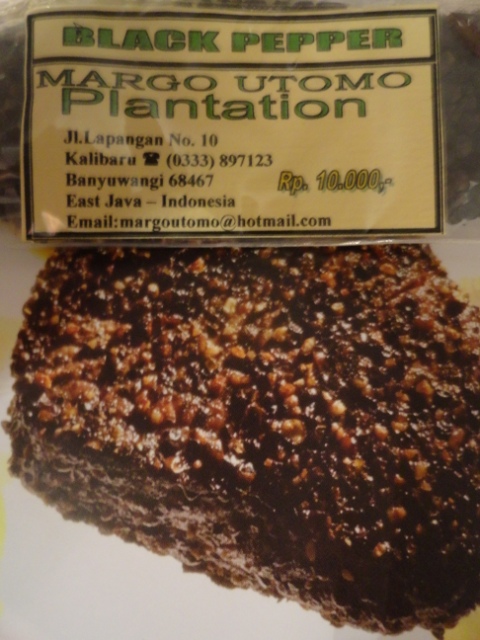 BLACK PEPPER
MARGO UTOMO
Plantation
Jl.Lapangan No. 10
Kalibaru ☎ (0333) 897123
Banyuwangi 68467
Rp. 10.000,-
East Java – Indonesia
Email:margoutomo@hotmail.com